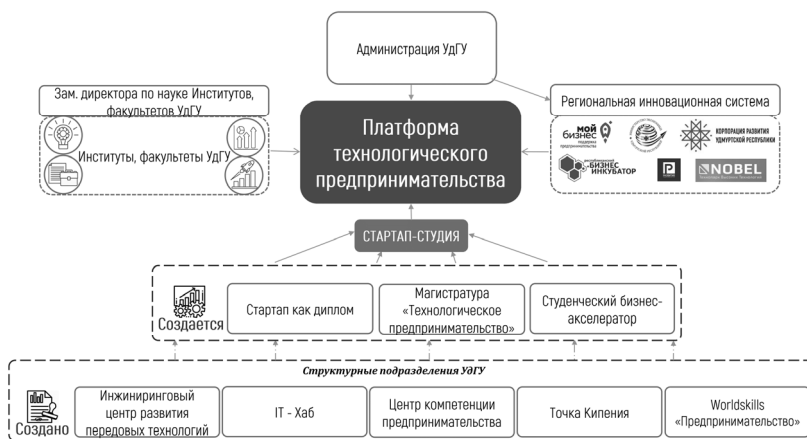 Администрация УдГУ
Зам. директора по науке Институтов,
факультетов УдГУ
Институты, факультеты УдГУ
Платформа
технологического
предпринимательства
Региональная инновационная система
МОЙ
бизнес
поддержка
предпринимательства
КОРПОРАЦИЯ РАЗВИТИЯ
УДМУРТСКОЙ РЕСПУБЛИКИ
БИЗНЕС
ИНКУБАТОР
NOBEL
СТАРТАП-СТУДИЯ
Создается
Стартап как диплом
Магистратура
«Технологическое
предпринимательство»
Студенческий бизнес-
акселератор
Структурные подразделения УдГУ
Создано
Инжиниринговый
центр развития
передовых технологий
IT - Хаб
Центр компетенции
предпринимательства
Точка Кипения
Worldskills
«Предпринимательство»